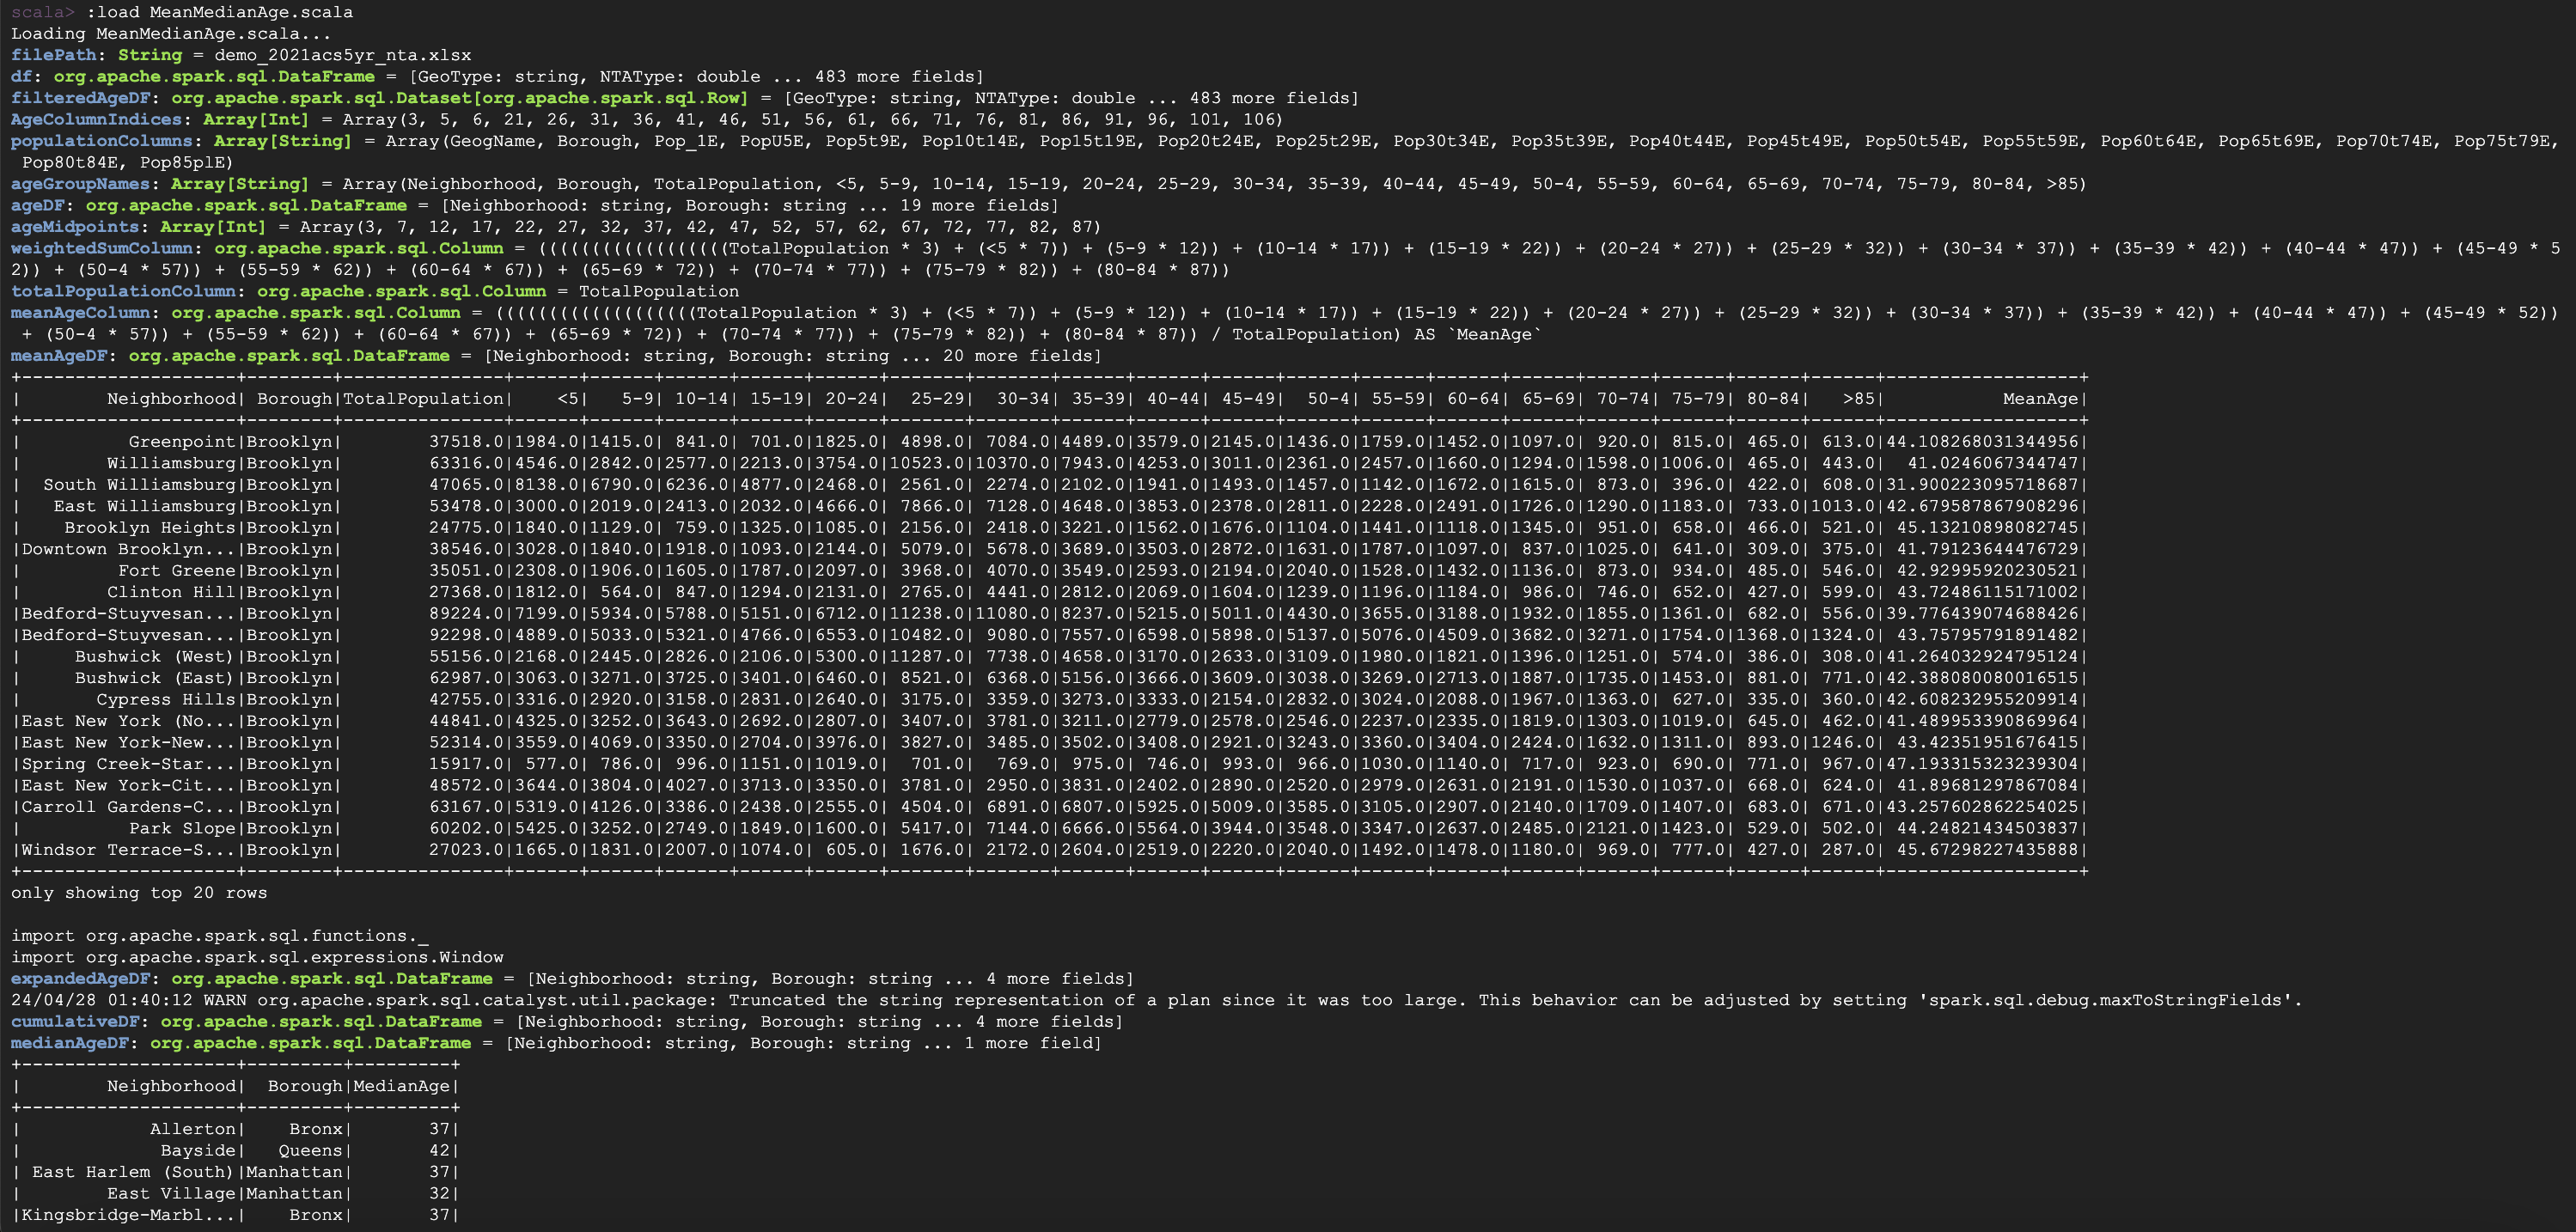 scala> :load MeanMedianAge.scala
Loading MeanMedianAge.scala...
filePath: String = demo_2021acs5yr_nta.xlsx
df: org.apache.spark.sql.DataFrame = [GeoType: string, NTAType: double ... 483 more fields]
filteredAgeDF: org.apache.spark.sql.Dataset[org.apache.spark.sql.Row] = [GeoType: string, NTAType: double ... 483 more fields]
AgeColumnIndices: Array[Int] = Array(3, 5, 6, 21, 26, 31, 36, 41, 46, 51, 56, 61, 66, 71, 76, 81, 86, 91, 96, 101, 106)
populationColumns: Array[String] = Array(GeogName, Borough, Pop_1E, PopU5E, Pop5t9E, Pop10t14E, Pop15t19E, Pop20t24E, Pop25t29E, Pop30t34E, Pop35t39E, Pop40t44E, Pop45t49E, Pop50t54E, Pop55t59E, Pop60t64E, Pop65t69E, Pop70t74E, Pop75t79E,
 Pop80t84E, Pop85plE)
ageGroupNames: Array[String] = Array(Neighborhood, Borough, TotalPopulation, <5, 5-9, 10-14, 15-19, 20-24, 25-29, 30-34, 35-39, 40-44, 45-49, 50-4, 55-59, 60-64, 65-69, 70-74, 75-79, 80-84, >85)
ageDF: org.apache.spark.sql.DataFrame = [Neighborhood: string, Borough: string ... 19 more fields]
ageMidpoints: Array[Int] = Array(3, 7, 12, 17, 22, 27, 32, 37, 42, 47, 52, 57, 62, 67, 72, 77, 82, 87)
weightedSumColumn: org.apache.spark.sql.Column = ((((((((((((((((((TotalPopulation * 3) + (<5 * 7)) + (5-9 * 12)) + (10-14 * 17)) + (15-19 * 22)) + (20-24 * 27)) + (25-29 * 32)) + (30-34 * 37)) + (35-39 * 42)) + (40-44 * 47)) + (45-49 * 5
2)) + (50-4 * 57)) + (55-59 * 62)) + (60-64 * 67)) + (65-69 * 72)) + (70-74 * 77)) + (75-79 * 82)) + (80-84 * 87))
totalPopulationColumn: org.apache.spark.sql.Column = TotalPopulation
meanAgeColumn: org.apache.spark.sql.Column = (((((((((((((((((((TotalPopulation * 3) + (<5 * 7)) + (5-9 * 12)) + (10-14 * 17)) + (15-19 * 22)) + (20-24 * 27)) + (25-29 * 32)) + (30-34 * 37)) + (35-39 * 42)) + (40-44 * 47)) + (45-49 * 52))
 + (50-4 * 57)) + (55-59 * 62)) + (60-64 * 67)) + (65-69 * 72)) + (70-74 * 77)) + (75-79 * 82)) + (80-84 * 87)) / TotalPopulation) AS `MeanAge`
meanAgeDF: org.apache.spark.sql.DataFrame = [Neighborhood: string, Borough: string ... 20 more fields]
+--------------------+--------+---------------+------+------+------+------+------+-------+-------+------+------+------+------+------+------+------+------+------+------+------+------------------+
|        Neighborhood| Borough|TotalPopulation|    <5|   5-9| 10-14| 15-19| 20-24|  25-29|  30-34| 35-39| 40-44| 45-49|  50-4| 55-59| 60-64| 65-69| 70-74| 75-79| 80-84|   >85|           MeanAge|
+--------------------+--------+---------------+------+------+------+------+------+-------+-------+------+------+------+------+------+------+------+------+------+------+------+------------------+
|          Greenpoint|Brooklyn|        37518.0|1984.0|1415.0| 841.0| 701.0|1825.0| 4898.0| 7084.0|4489.0|3579.0|2145.0|1436.0|1759.0|1452.0|1097.0| 920.0| 815.0| 465.0| 613.0|44.108268031344956|
|        Williamsburg|Brooklyn|        63316.0|4546.0|2842.0|2577.0|2213.0|3754.0|10523.0|10370.0|7943.0|4253.0|3011.0|2361.0|2457.0|1660.0|1294.0|1598.0|1006.0| 465.0| 443.0|  41.0246067344747|
|  South Williamsburg|Brooklyn|        47065.0|8138.0|6790.0|6236.0|4877.0|2468.0| 2561.0| 2274.0|2102.0|1941.0|1493.0|1457.0|1142.0|1672.0|1615.0| 873.0| 396.0| 422.0| 608.0|31.900223095718687|
|   East Williamsburg|Brooklyn|        53478.0|3000.0|2019.0|2413.0|2032.0|4666.0| 7866.0| 7128.0|4648.0|3853.0|2378.0|2811.0|2228.0|2491.0|1726.0|1290.0|1183.0| 733.0|1013.0|42.679587867908296|
|    Brooklyn Heights|Brooklyn|        24775.0|1840.0|1129.0| 759.0|1325.0|1085.0| 2156.0| 2418.0|3221.0|1562.0|1676.0|1104.0|1441.0|1118.0|1345.0| 951.0| 658.0| 466.0| 521.0| 45.13210898082745|
|Downtown Brooklyn...|Brooklyn|        38546.0|3028.0|1840.0|1918.0|1093.0|2144.0| 5079.0| 5678.0|3689.0|3503.0|2872.0|1631.0|1787.0|1097.0| 837.0|1025.0| 641.0| 309.0| 375.0| 41.79123644476729|
|         Fort Greene|Brooklyn|        35051.0|2308.0|1906.0|1605.0|1787.0|2097.0| 3968.0| 4070.0|3549.0|2593.0|2194.0|2040.0|1528.0|1432.0|1136.0| 873.0| 934.0| 485.0| 546.0| 42.92995920230521|
|        Clinton Hill|Brooklyn|        27368.0|1812.0| 564.0| 847.0|1294.0|2131.0| 2765.0| 4441.0|2812.0|2069.0|1604.0|1239.0|1196.0|1184.0| 986.0| 746.0| 652.0| 427.0| 599.0| 43.72486115171002|
|Bedford-Stuyvesan...|Brooklyn|        89224.0|7199.0|5934.0|5788.0|5151.0|6712.0|11238.0|11080.0|8237.0|5215.0|5011.0|4430.0|3655.0|3188.0|1932.0|1855.0|1361.0| 682.0| 556.0|39.776439074688426|
|Bedford-Stuyvesan...|Brooklyn|        92298.0|4889.0|5033.0|5321.0|4766.0|6553.0|10482.0| 9080.0|7557.0|6598.0|5898.0|5137.0|5076.0|4509.0|3682.0|3271.0|1754.0|1368.0|1324.0| 43.75795791891482|
|      Bushwick (West)|Brooklyn|        55156.0|2168.0|2445.0|2826.0|2106.0|5300.0|11287.0| 7738.0|4658.0|3170.0|2633.0|3109.0|1980.0|1821.0|1396.0|1251.0| 574.0| 386.0| 308.0|41.264032924795124|
|      Bushwick (East)|Brooklyn|        62987.0|3063.0|3271.0|3725.0|3401.0|6460.0| 8521.0| 6368.0|5156.0|3666.0|3609.0|3038.0|3269.0|2713.0|1887.0|1735.0|1453.0| 881.0| 771.0|42.388080080016515|
|       Cypress Hills|Brooklyn|        42755.0|3316.0|2920.0|3158.0|2831.0|2640.0| 3175.0| 3359.0|3273.0|3333.0|2154.0|2832.0|3024.0|2088.0|1967.0|1363.0| 627.0| 335.0| 360.0|42.608232955209914|
|East New York (No...|Brooklyn|        44841.0|4325.0|3252.0|3643.0|2692.0|2807.0| 3407.0| 3781.0|3211.0|2779.0|2578.0|2546.0|2237.0|2335.0|1819.0|1303.0|1019.0| 645.0| 462.0|41.489953390869964|
|East New York-New...|Brooklyn|        52314.0|3559.0|4069.0|3350.0|2704.0|3976.0| 3827.0| 3485.0|3502.0|3408.0|2921.0|3243.0|3360.0|3404.0|2424.0|1632.0|1311.0| 893.0|1246.0| 43.42351951676415|
|Spring Creek-Star...|Brooklyn|        15917.0| 577.0| 786.0| 996.0|1151.0|1019.0|  701.0|  769.0| 975.0| 746.0| 993.0| 966.0|1030.0|1140.0| 717.0| 923.0| 690.0| 771.0| 967.0|47.193315323239304|
|East New York-Cit...|Brooklyn|        48572.0|3644.0|3804.0|4027.0|3713.0|3350.0| 3781.0| 2950.0|3831.0|2402.0|2890.0|2520.0|2979.0|2631.0|2191.0|1530.0|1037.0| 668.0| 624.0| 41.89681297867084|
|Carroll Gardens-C...|Brooklyn|        63167.0|5319.0|4126.0|3386.0|2438.0|2555.0| 4504.0| 6891.0|6807.0|5925.0|5009.0|3585.0|3105.0|2907.0|2140.0|1709.0|1407.0| 683.0| 671.0|43.257602862254025|
|          Park Slope|Brooklyn|        60202.0|5425.0|3252.0|2749.0|1849.0|1600.0| 5417.0| 7144.0|6666.0|5564.0|3944.0|3548.0|3347.0|2637.0|2485.0|2121.0|1423.0| 529.0| 502.0| 44.24821434503837|
|Windsor Terrace-S...|Brooklyn|        27023.0|1665.0|1831.0|2007.0|1074.0| 605.0| 1676.0| 2172.0|2604.0|2519.0|2220.0|2040.0|1492.0|1478.0|1180.0| 969.0| 777.0| 427.0| 287.0| 45.67298227435888|
+--------------------+--------+---------------+------+------+------+------+------+-------+-------+------+------+------+------+------+------+------+------+------+------+------+------------------+
only showing top 20 rows
import org.apache.spark.sql.functions._
import org.apache.spark.sql.expressions.Window
expandedAgeDF: org.apache.spark.sql.DataFrame = [Neighborhood: string, Borough: string ... 4 more fields]
24/04/28 01:40:12 WARN org.apache.spark.sql.catalyst.util.package: Truncated the string representation of a plan since it was too large. This behavior can be adjusted by setting 'spark.sql.debug.maxToStringFields'.
cumulativeDF: org.apache.spark.sql.DataFrame = [Neighborhood: string, Borough: string ... 4 more fields]
medianAgeDF: org.apache.spark.sql.DataFrame = [Neighborhood: string, Borough: string ... 1 more field]
+--------------------+---------+---------+
|        Neighborhood|  Borough|MedianAge|
+--------------------+---------+---------+
|            Allerton|    Bronx|       37|
|             Bayside|   Queens|       42|
| East Harlem (South)|Manhattan|       37|
|        East Village|Manhattan|       32|
|Kingsbridge-Marbl...|    Bronx|       37|